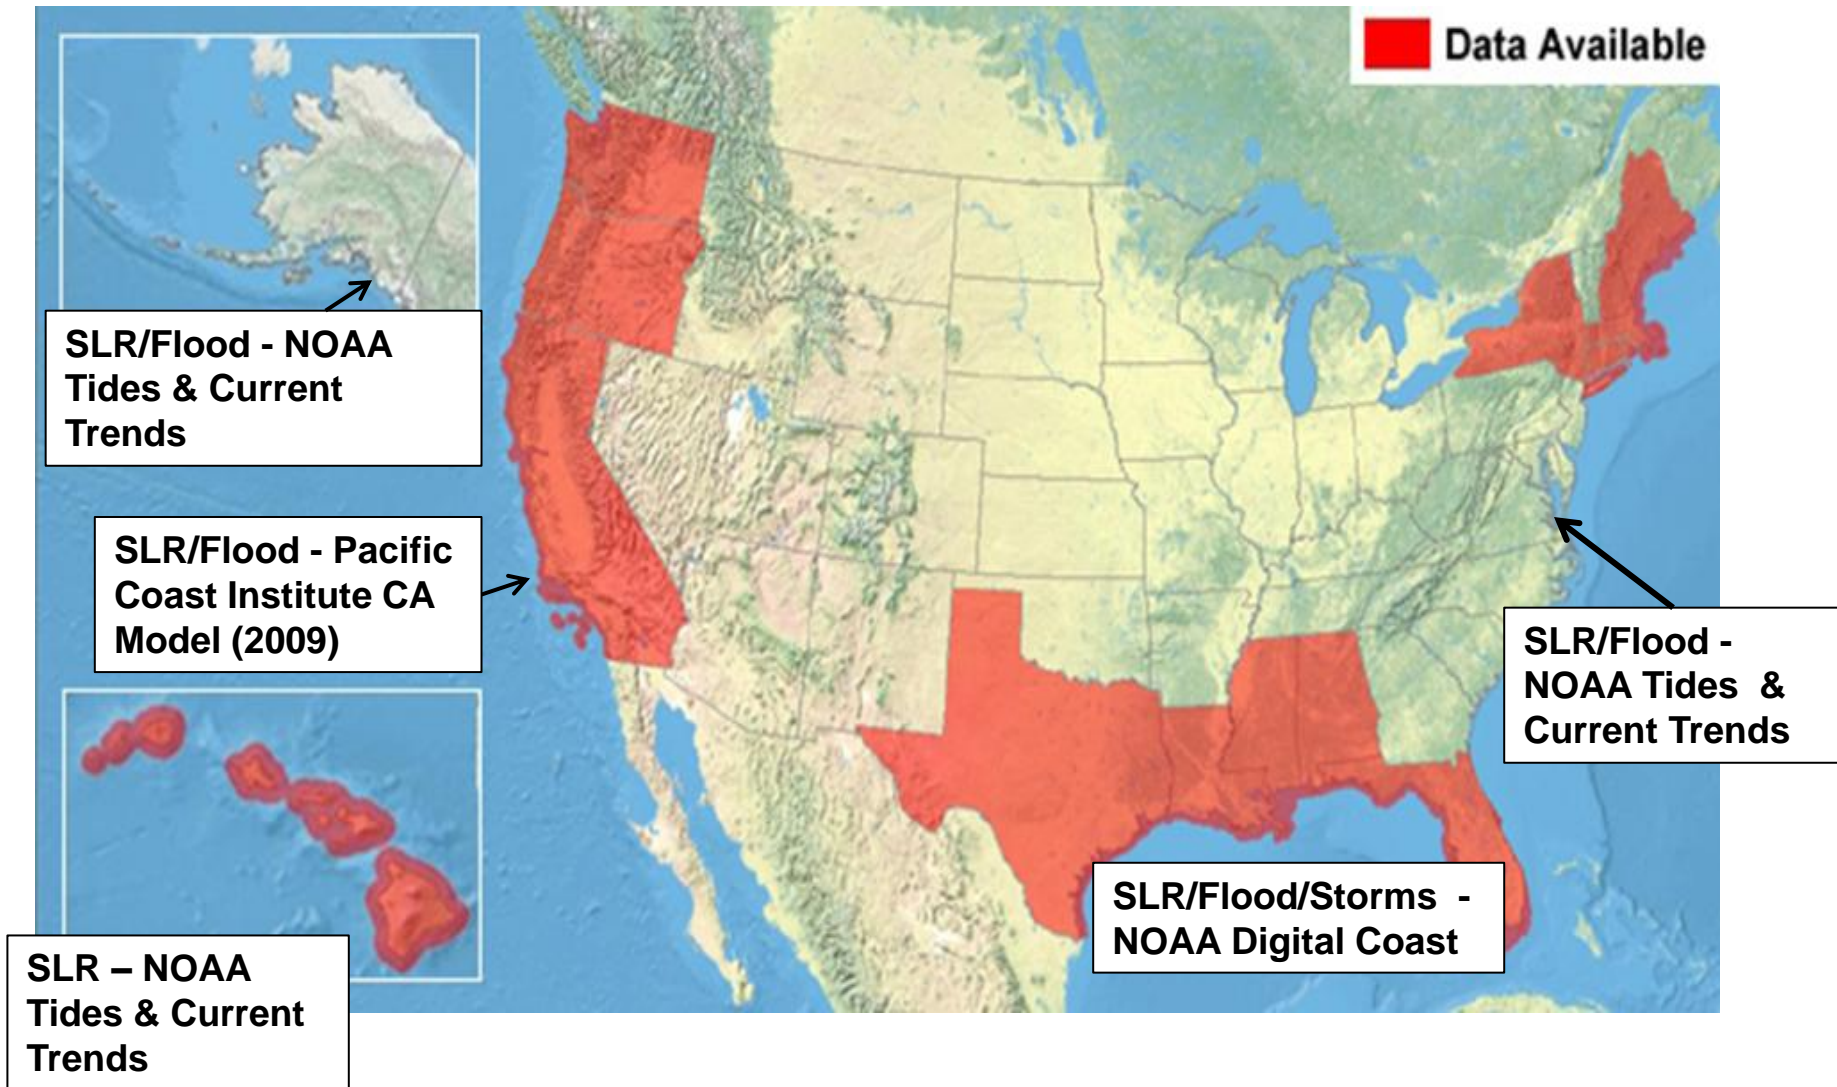 Data Available
SLR/Flood - NOAA
Tides & Current
Trends
SLR/Flood - Pacific
Coast Institute CA
Model (2009)
SLR/Flood -
NOAA Tides  &
Current Trends
SLR/Flood/Storms  -
NOAA Digital Coast
SLR – NOAA
Tides & Current
Trends